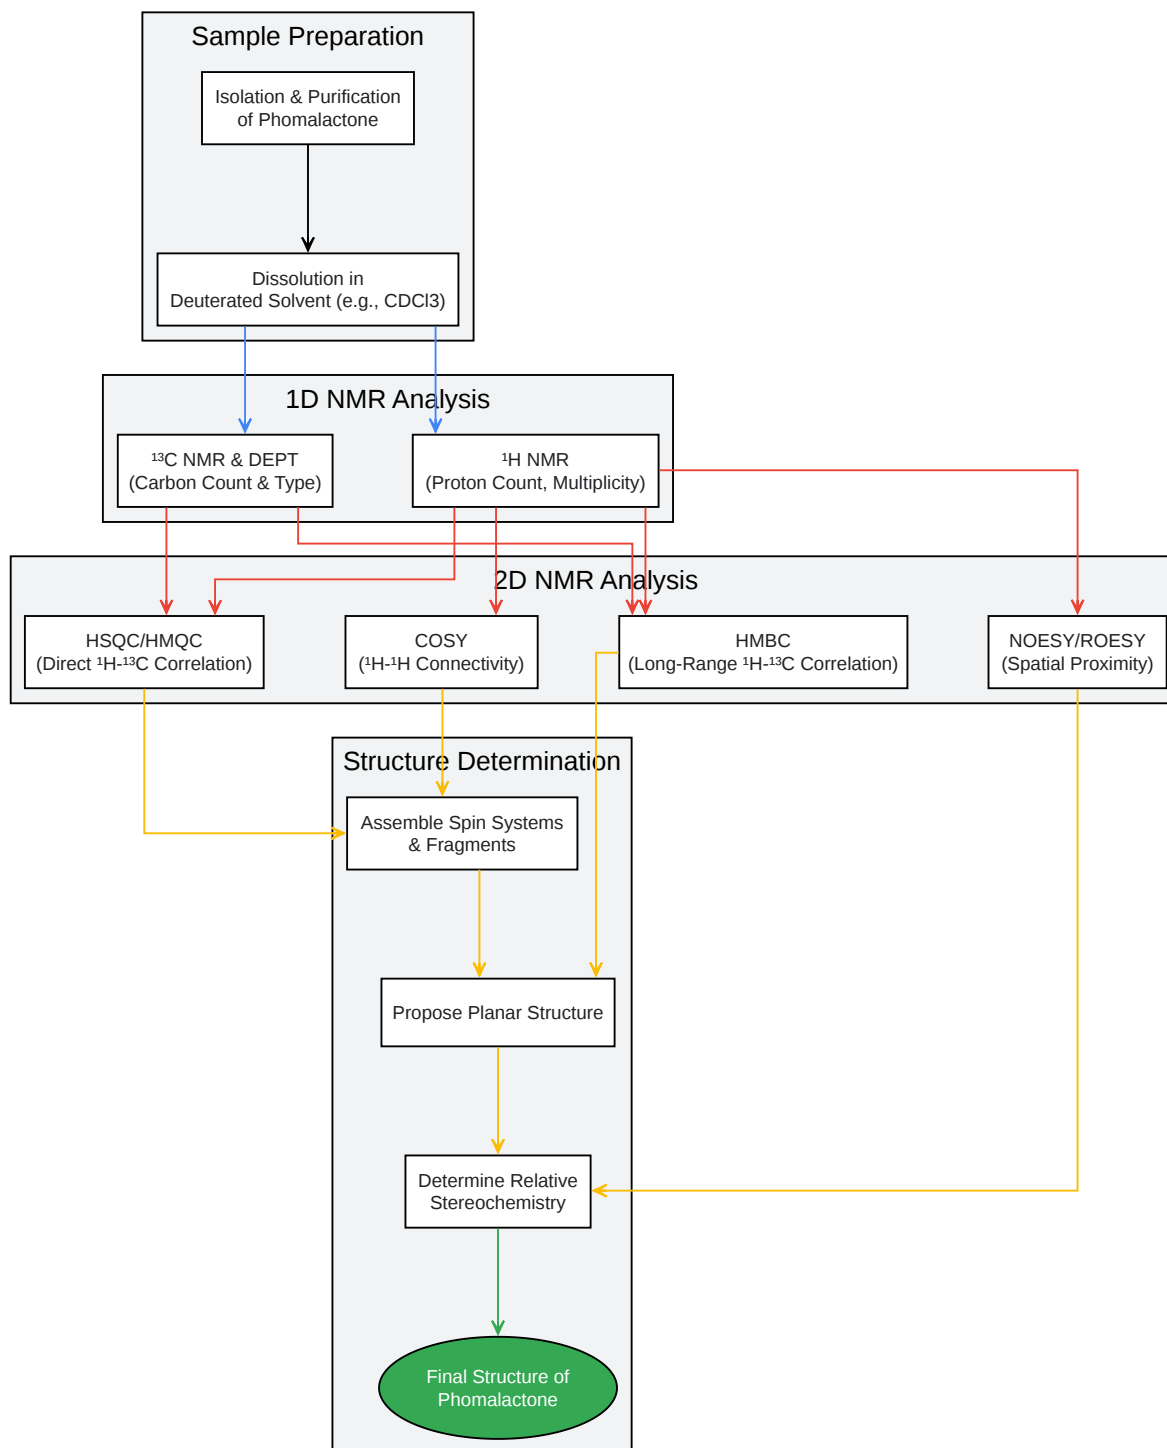 Sample Preparation
Isolation & Purification
of Phomalactone
Dissolution in
Deuterated Solvent (e.g., CDCl3)
1D NMR Analysis
¹³C NMR & DEPT
(Carbon Count & Type)
¹H NMR
(Proton Count, Multiplicity)
2D NMR Analysis
HSQC/HMQC
(Direct ¹H-¹³C Correlation)
COSY
(¹H-¹H Connectivity)
HMBC
(Long-Range ¹H-¹³C Correlation)
NOESY/ROESY
(Spatial Proximity)
Structure Determination
Assemble Spin Systems
& Fragments
Propose Planar Structure
Determine Relative
Stereochemistry
Final Structure of
Phomalactone